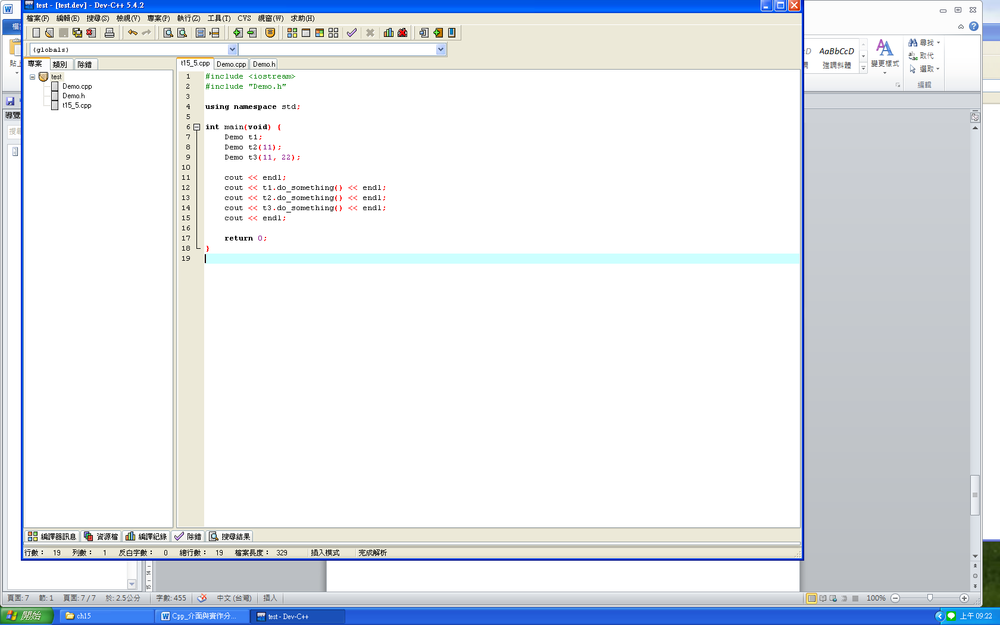 test - [test.dev] - Dev-C++ 5.4.2
檔案(F) 編輯(E) 搜尋(S) 檢視(V) 專案(P) 執行(Z) 工具(T) CVS 視窗(W) 求助(H)
(globals)
專案 類別 除錯
t15_5.cpp Demo.cpp Demo.h
test
Demo.cpp
Demo.h
t15_5.cpp
1 #include <iostream>
2 #include "Demo.h"
3
4 using namespace std;
5
6 int main(void) {
7 Demo t1;
8 Demo t2(11);
9 Demo t3(11, 22);
10
11 cout << endl;
12 cout << t1.do_something() << endl;
13 cout << t2.do_something() << endl;
14 cout << t3.do_something() << endl;
15 cout << endl;
16
17 return 0;
18 }
19
編譯器訊息 資源檔 編譯紀錄 除錯 搜尋結果
行數： 19 列數： 1 反白字數： 0 總行數： 19 檔案長度： 329 插入模式 完成解析
貼上
導覽
搜尋
AaBbCcD
強調斜體
變更樣式
尋找
取代
選取
編輯
14
15
頁面: 7 節: 1 頁面: 7 / 7 於: 2.5公分 字數: 455 中文 (台灣) 插入 100%
開始 ch15 Cpp_介面與實作分... test - Dev-C++ 上午 09:22